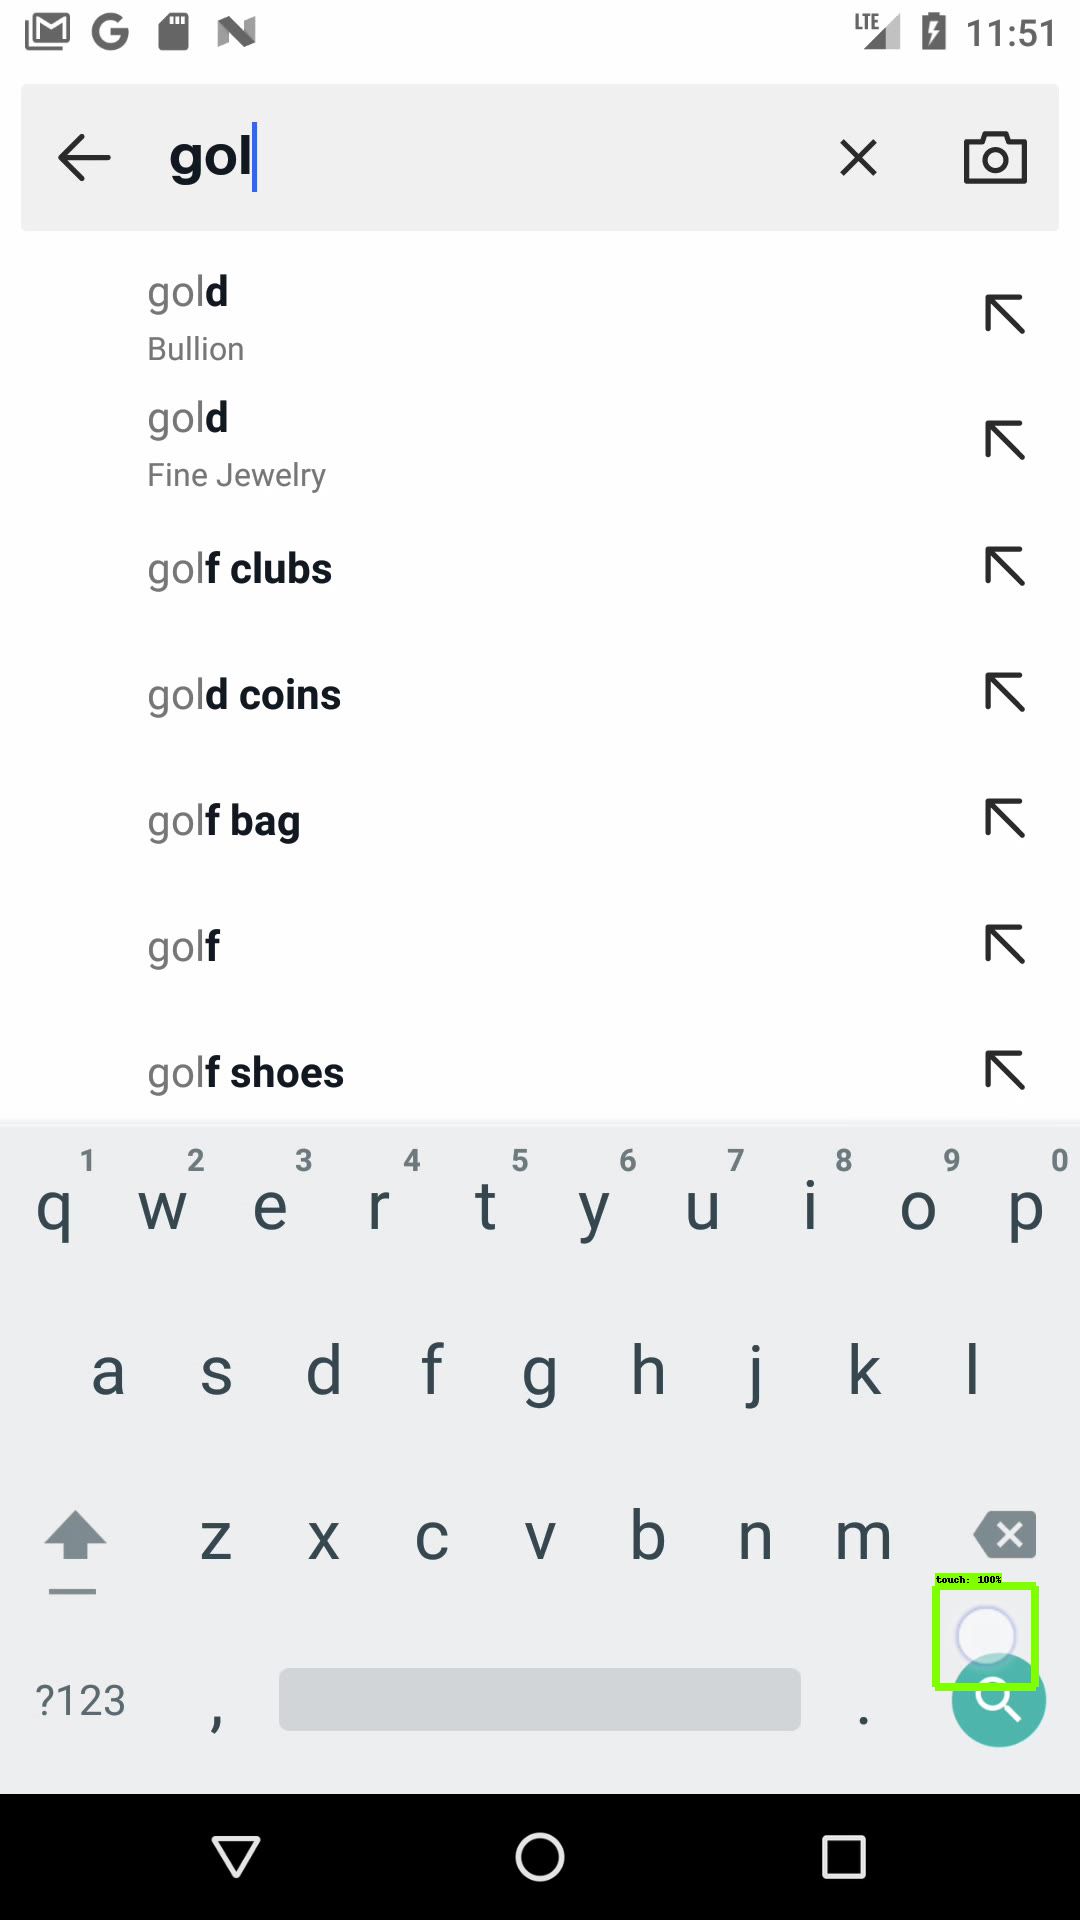 LTE 11:51
gol
gold
Bullion
gold
Fine Jewelry
golf clubs
gold coins
golf bag
golf
golf shoes
1 2 3 4 5 6 7 8 9 0
q w e r t y u i o p
a s d f g h j k l
z x c v b n m
touch: 100%
?123 , .